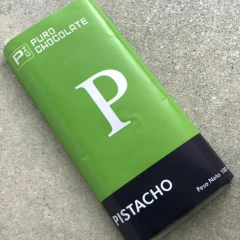 PURO
CHOCOLATE
P
PISTACHO
Peso Neto